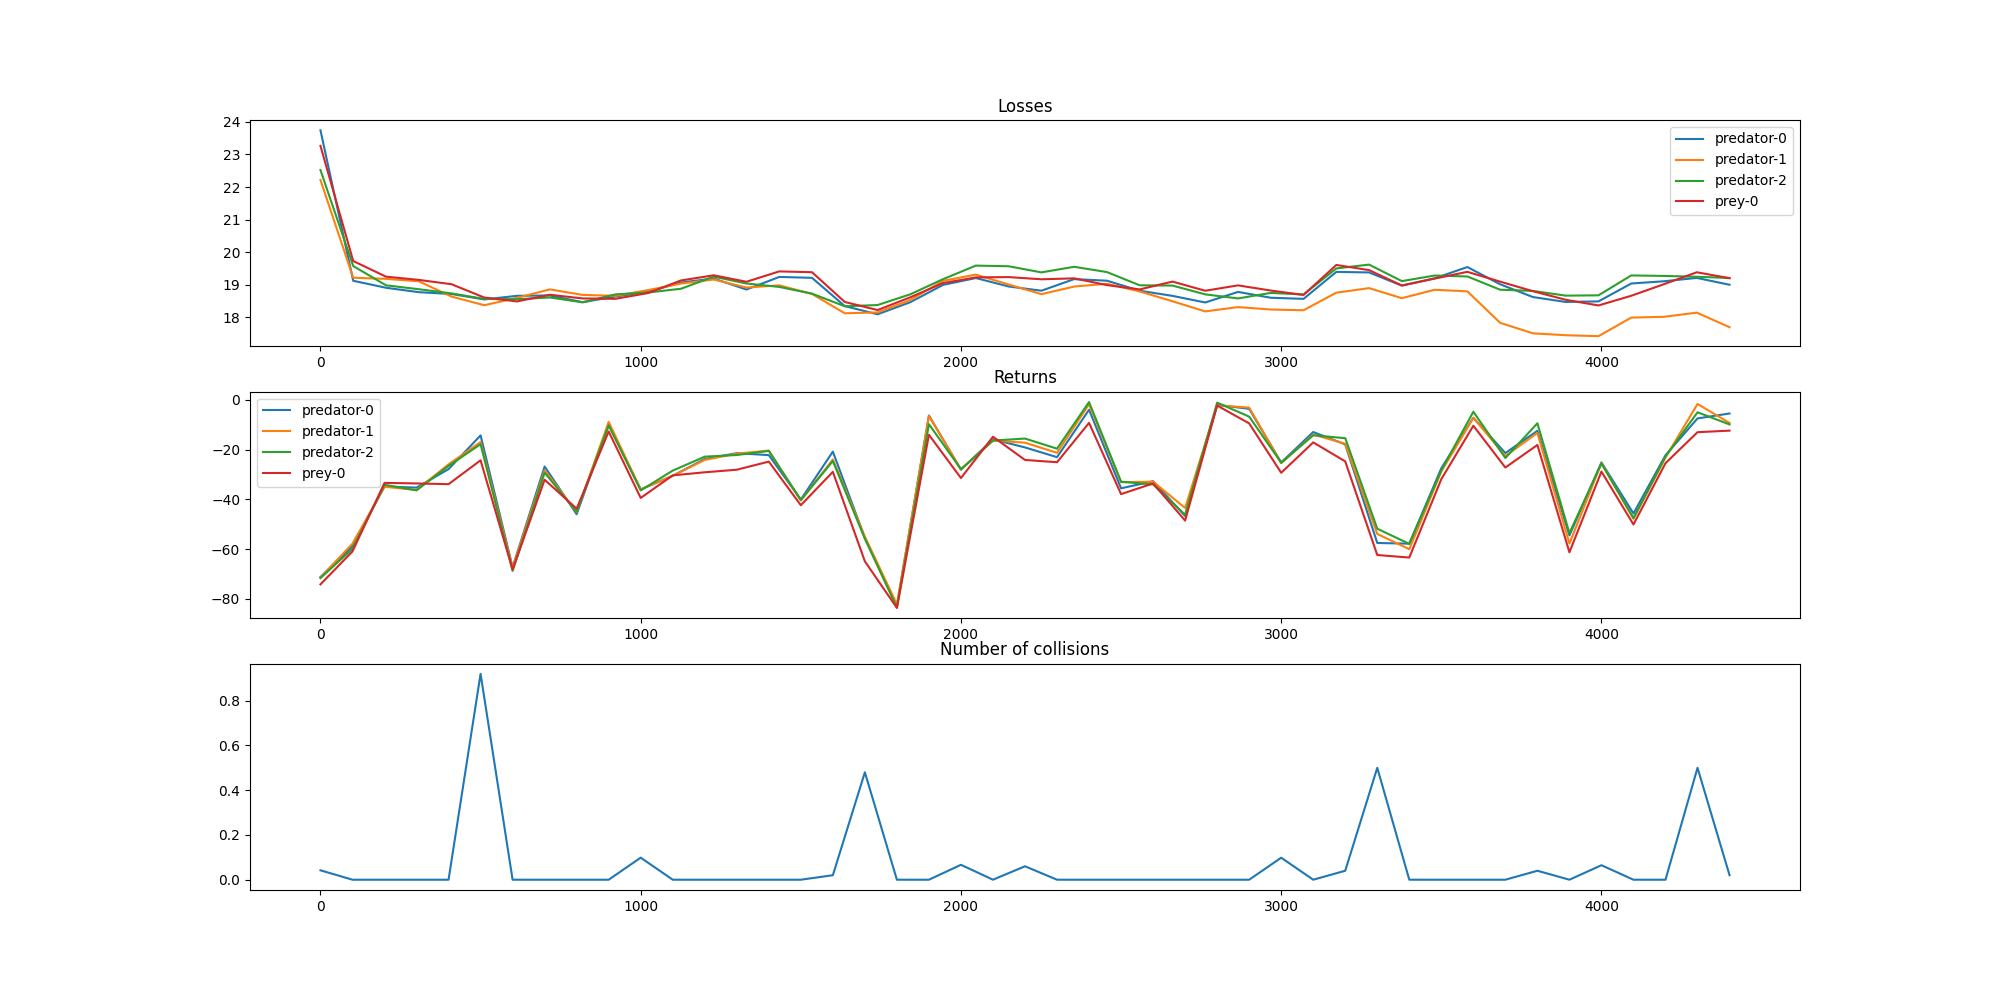 Losses
24
23
22
21
20
19
18
predator-0
predator-1
predator-2
prey-0
0 1000 2000 3000 4000
Returns
0
−20
−40
−60
−80
predator-0
predator-1
predator-2
prey-0
0 1000 2000 3000 4000
Number of collisions
0.8
0.6
0.4
0.2
0.0
0 1000 2000 3000 4000